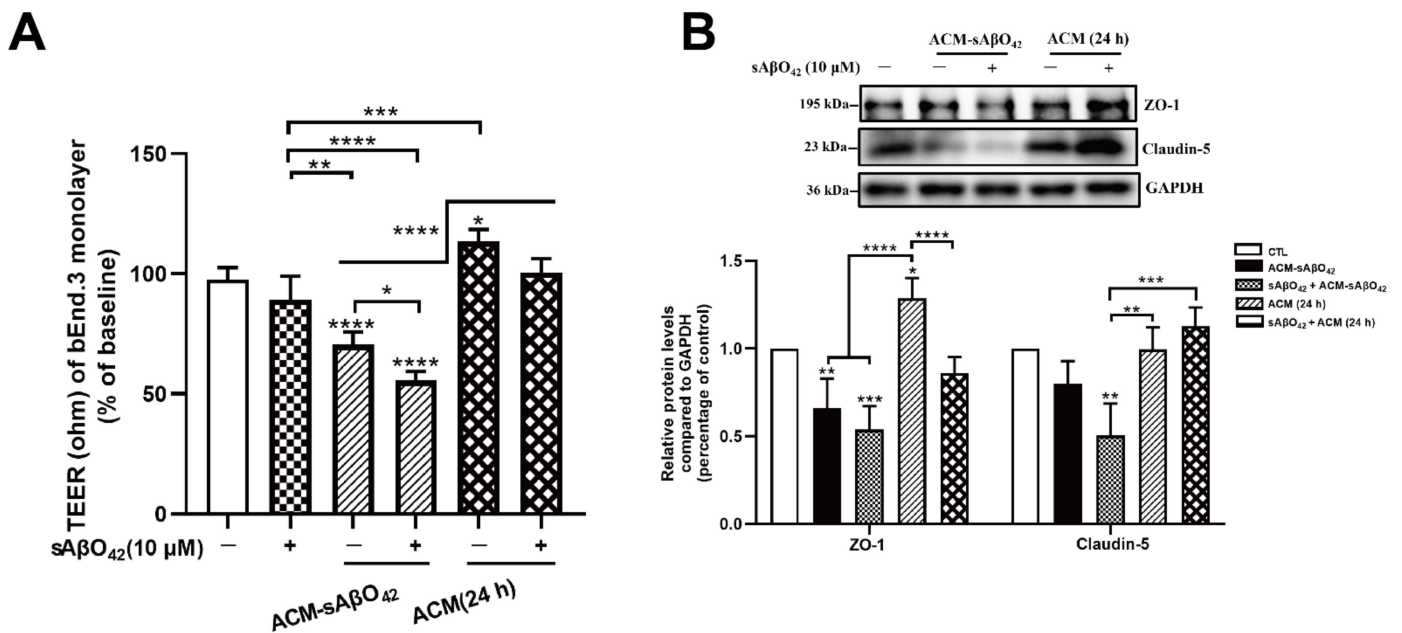 A
TEER (ohm) of bEnd.3 monolayer
(% of baseline)
150
100
50
0
***
****
**
****
*
*
****
****
sAβO42(10 μM)
— + — + — +
ACM-sAβO42
ACM(24 h)
B
ACM-sAβO42 ACM (24 h)
sAβO42 (10 μM) — — + — +
195 kDa ZO-1
23 kDa Claudin-5
36 kDa GAPDH
Relative protein levels
compared to GAPDH
(percentage of control)
1.5
1.0
0.5
0.0
****
****
*
**
***
***
**
**
ZO-1 Claudin-5
CTL
ACM-sAβO42
sAβO42 + ACM-sAβO42
ACM (24 h)
sAβO42 + ACM (24 h)